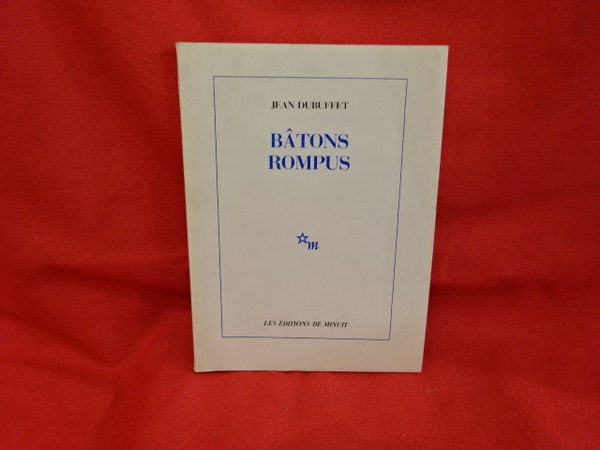 JEAN DUBUFFET
BÂTONS
ROMPUS
m
LES ÉDITIONS DE MINUIT